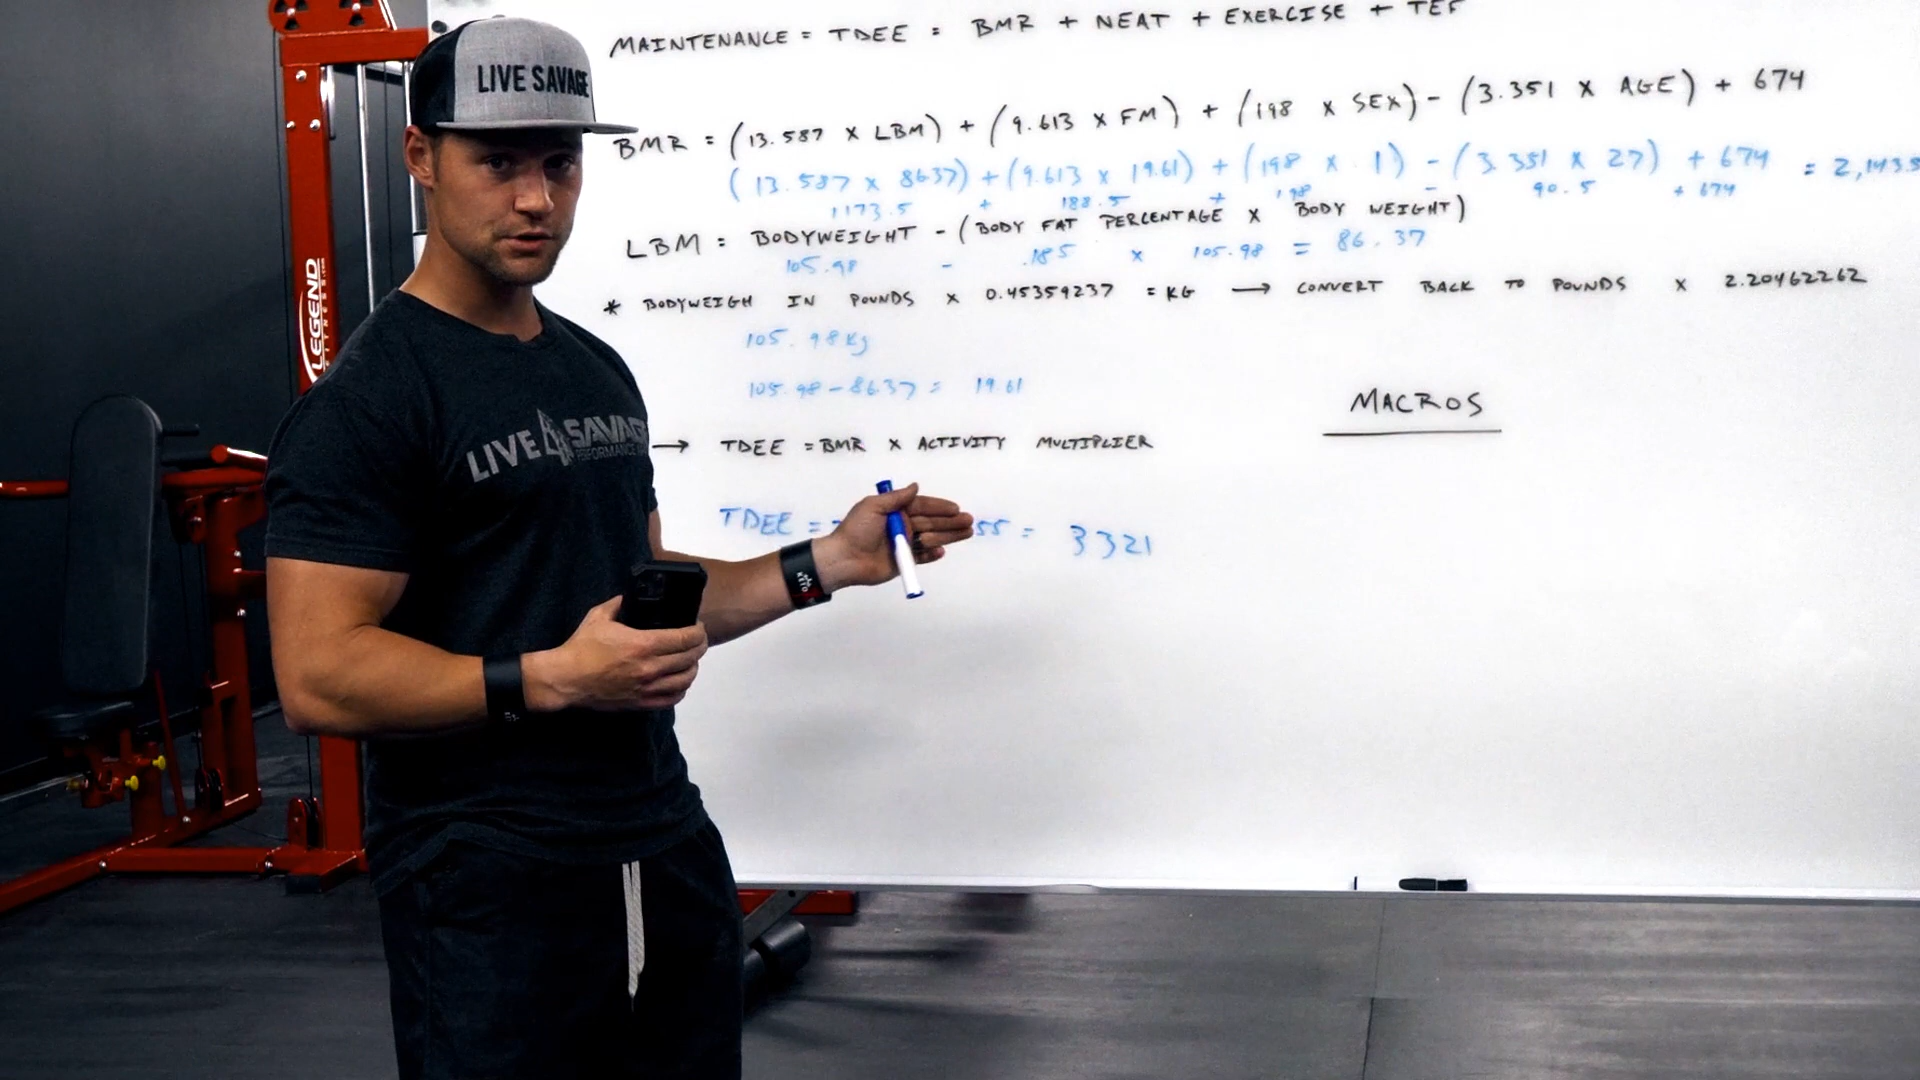 MAINTENANCE = TDEE = BMR + NEAT + EXERCISE + TEF
BMR = (13.587 X LBM) + (9.613 X FM) + (198 X SEX) - (3.351 X AGE) + 674
(13.587 x 86.37) + (9.613 x 19.61) + (198 x 1) - (3.351 x 27) + 674 = 2,143.5
1173.5 + 188.5 + 198 - 90.5 + 674
LBM = BODYWEIGHT - (BODY FAT PERCENTAGE X BODY WEIGHT)
105.98 - .185 x 105.98 = 86.37
* BODYWEIGH IN POUNDS X 0.45359237 = KG → CONVERT BACK TO POUNDS X 2.20462262
105.98 Kg
105.98 - 86.37 = 19.61
→ TDEE = BMR X ACTIVITY MULTIPLIER
TDEE = 55 = 3321
MACROS
LIVE SAVAGE
LIVE SAVAGE
PERFORMANCE
LEGEND
FITNESS
KETO